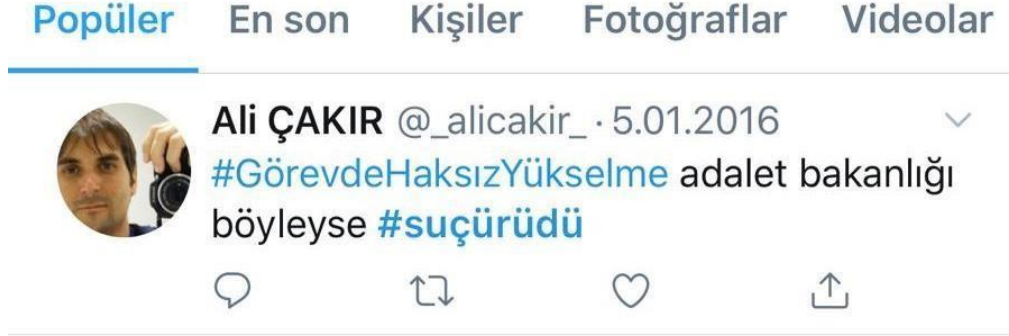 Popüler En son Kişiler Fotoğraflar Videolar
Ali ÇAKIR @_alicakir_ · 5.01.2016
#GörevdeHaksızYükselme adalet bakanlığı
böyleyse #suçürüdü